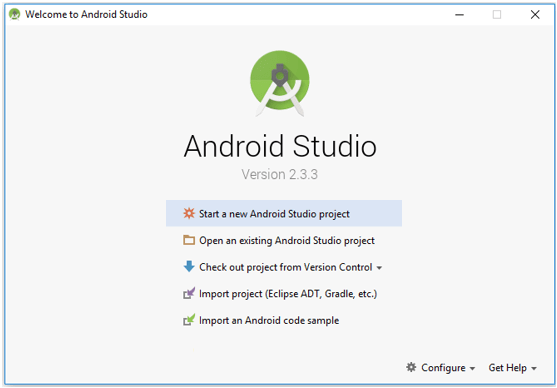 Welcome to Android Studio
Android Studio
Version 2.3.3
Start a new Android Studio project
Open an existing Android Studio project
Check out project from Version Control
Import project (Eclipse ADT, Gradle, etc.)
Import an Android code sample
Configure Get Help